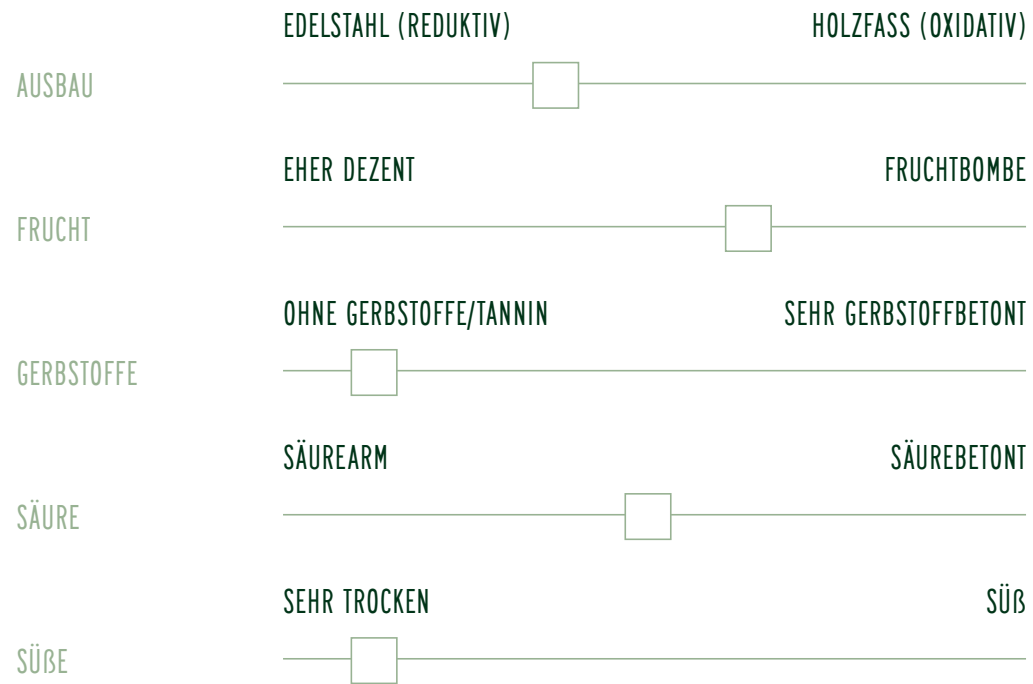 EDELSTAHL (REDUKTIV) HOLZFASS (OXIDATIV)
AUSBAU
EHER DEZENT FRUCHTBOMBE
FRUCHT
OHNE GERBSTOFFE/TANNIN SEHR GERBSTOFFBETONT
GERBSTOFFE
SÄUREARM SÄUREBETONT
SÄURE
SEHR TROCKEN SÜß
SÜßE